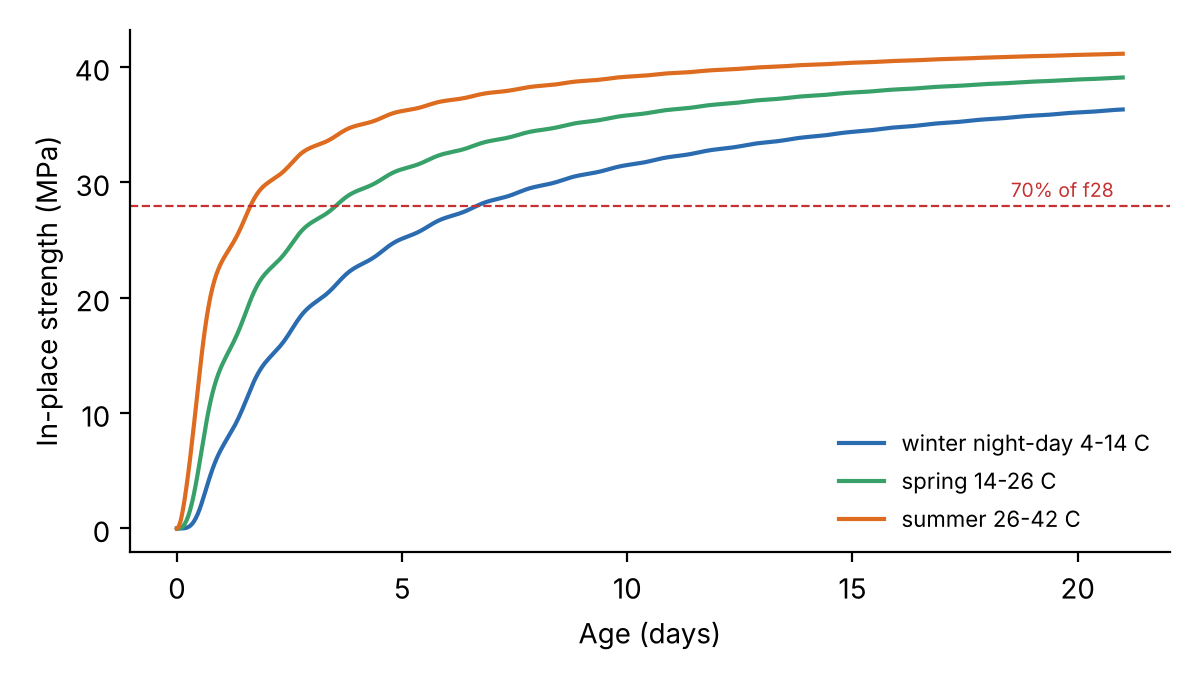 In-place strength (MPa)
40
30
20
10
0
70% of f28
winter night-day 4-14 C
spring 14-26 C
summer 26-42 C
0 5 10 15 20
Age (days)